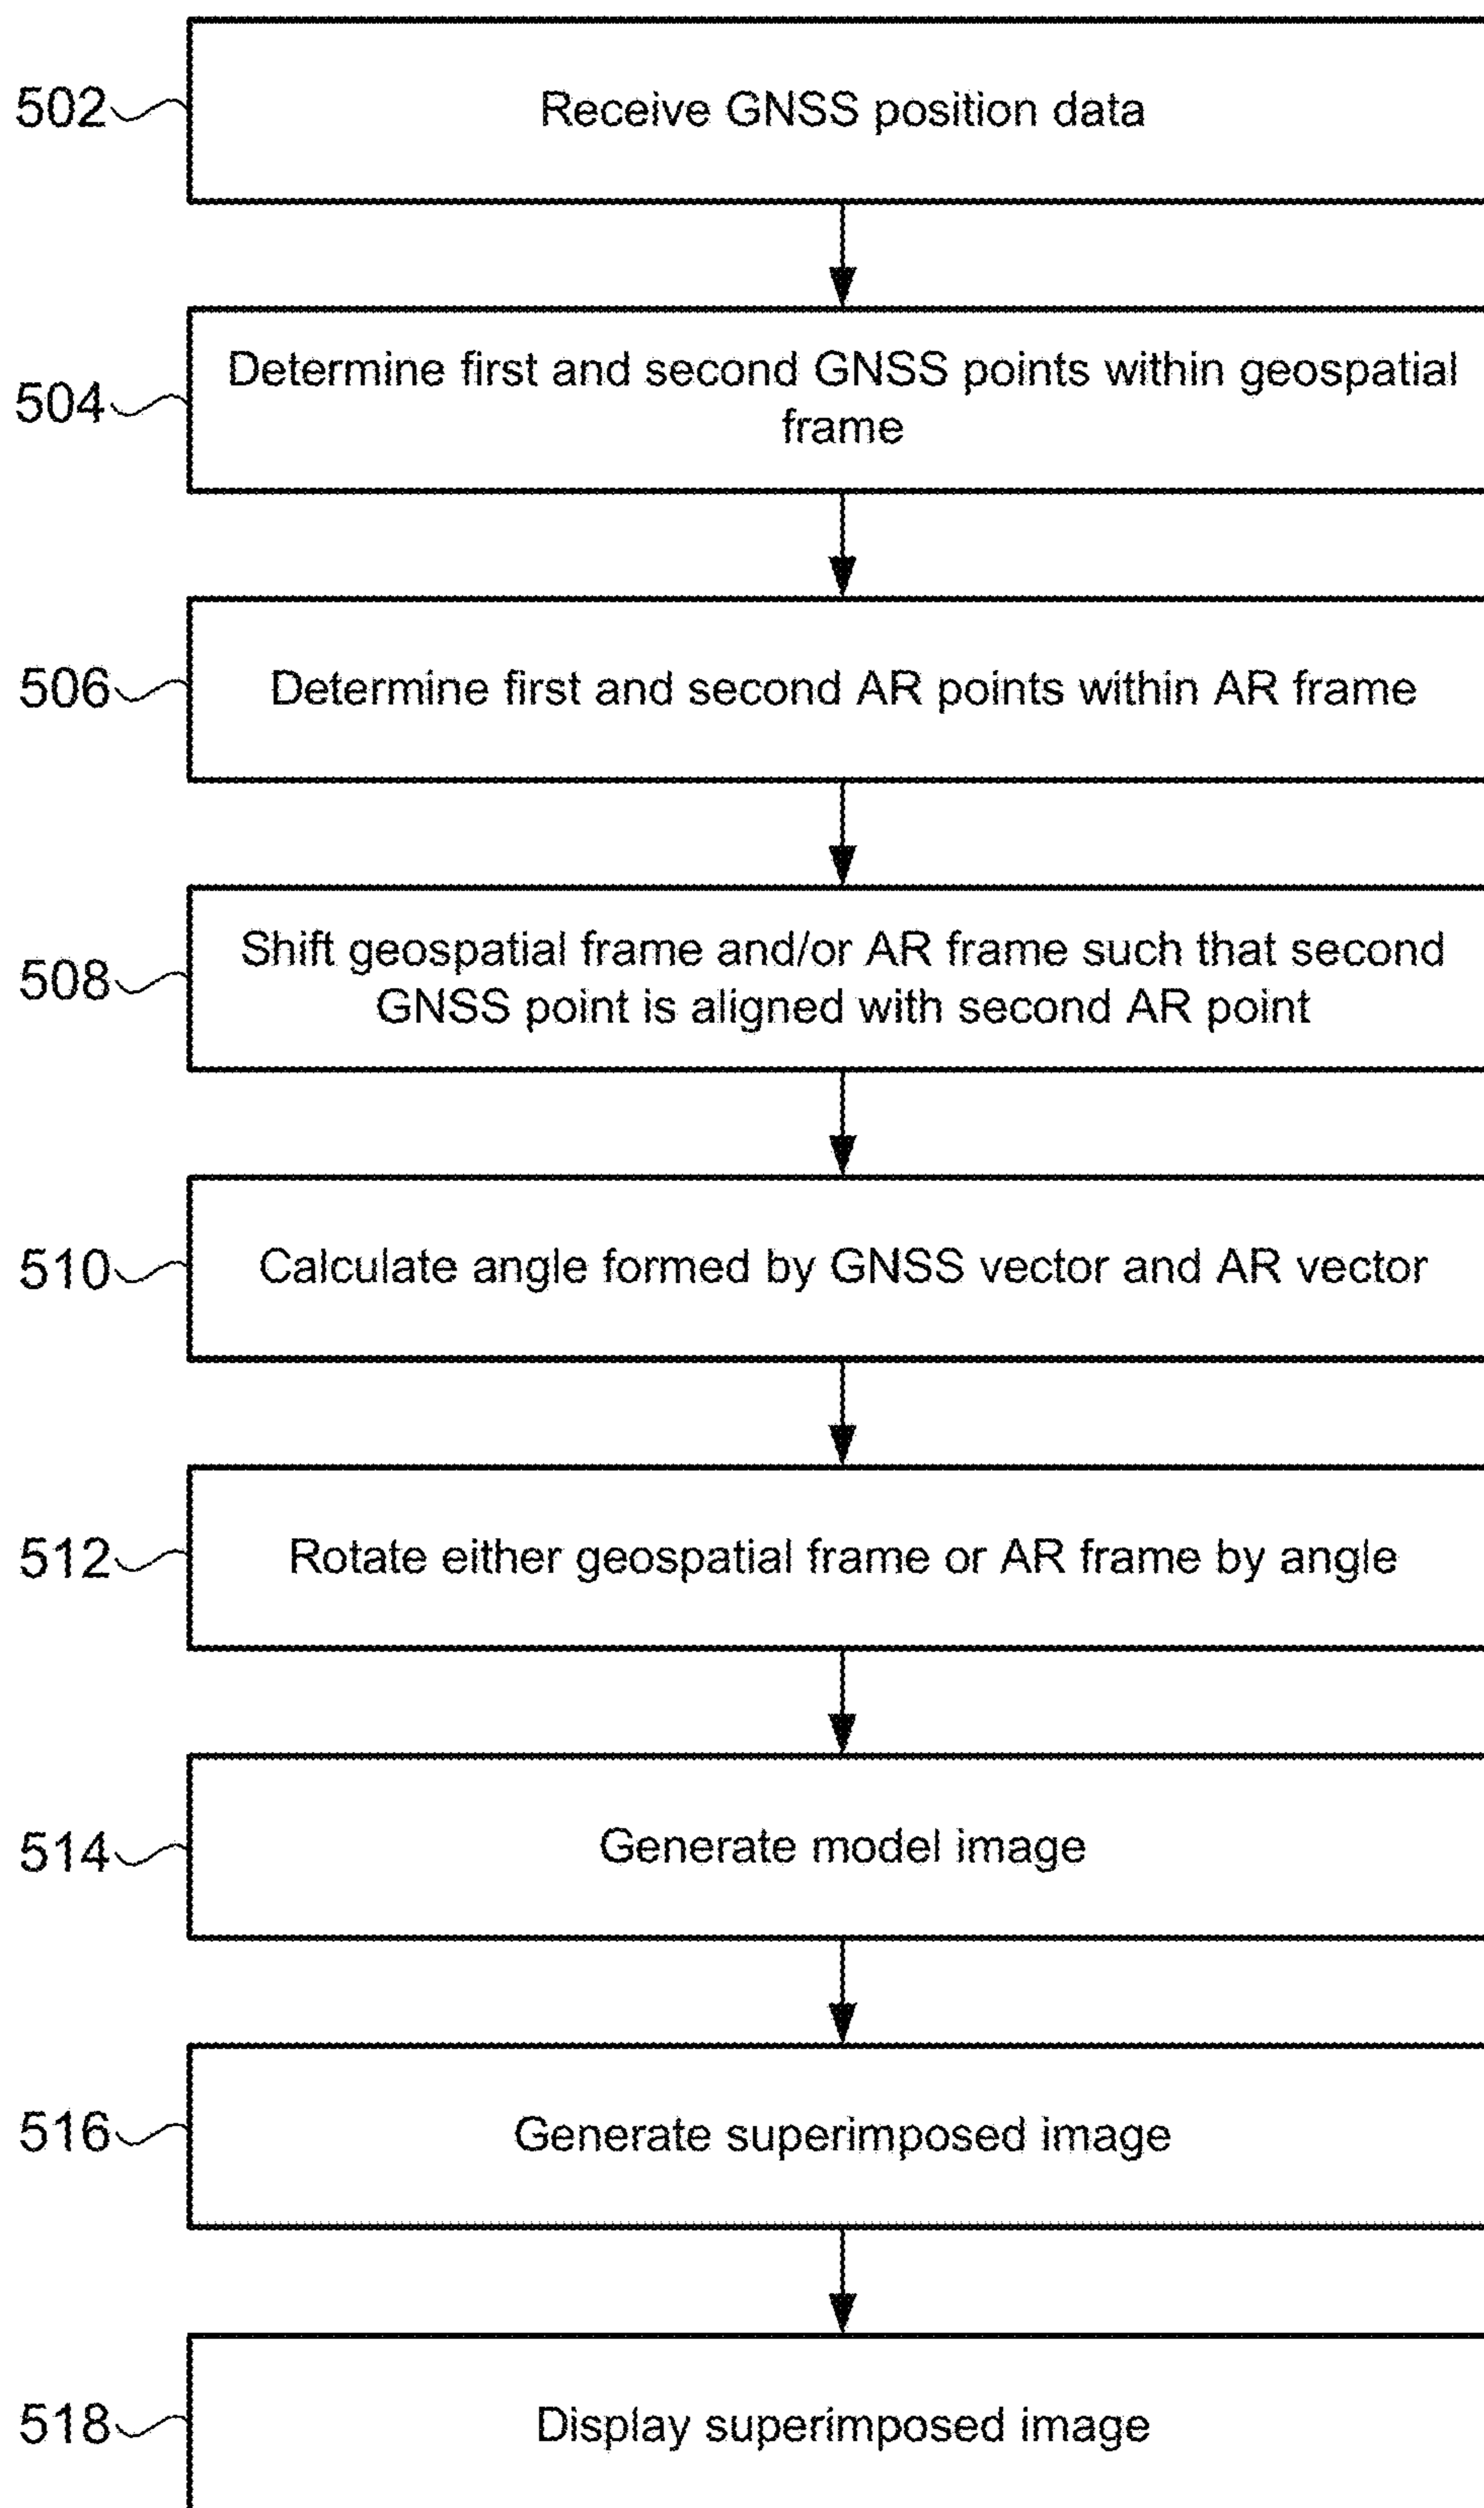 502
Receive GNSS position data
504
Determine first and second GNSS points within geospatial
frame
506
Determine first and second AR points within AR frame
508
Shift geospatial frame and/or AR frame such that second
GNSS point is aligned with second AR point
510
Calculate angle formed by GNSS vector and AR vector
512
Rotate either geospatial frame or AR frame by angle
514
Generate model image
516
Generate superimposed image
518
Display superimposed image